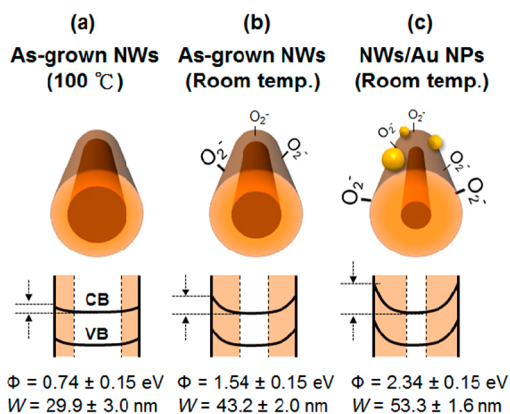 (a)
As-grown NWs
(100 ℃)
(b)
As-grown NWs
(Room temp.)
(c)
NWs/Au NPs
(Room temp.)
O₂⁻
O₂⁻
O₂⁻
O₂⁻
O₂⁻
O₂⁻
O₂⁻
O₂⁻
CB
VB
Φ = 0.74 ± 0.15 eV
W = 29.9 ± 3.0 nm
Φ = 1.54 ± 0.15 eV
W = 43.2 ± 2.0 nm
Φ = 2.34 ± 0.15 eV
W = 53.3 ± 1.6 nm